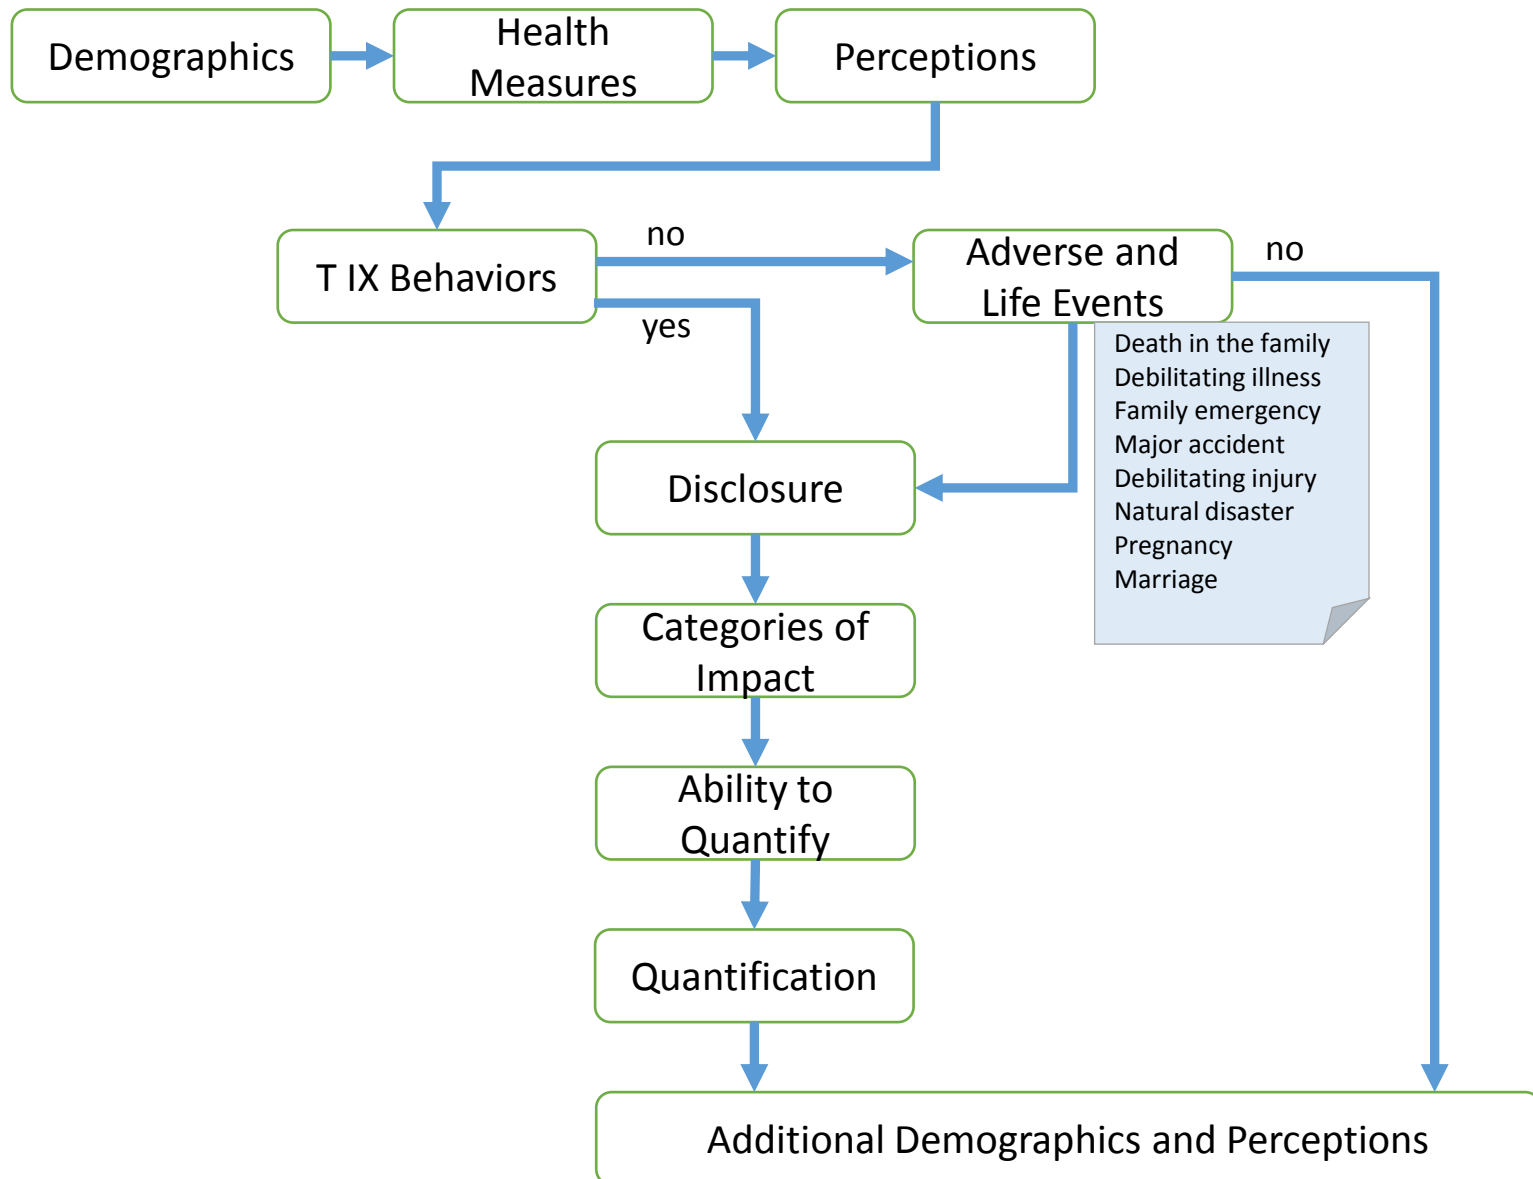 Demographics
Health
Measures
Perceptions
T IX Behaviors
no
yes
Adverse and
Life Events
no
Death in the family
Debilitating illness
Family emergency
Major accident
Debilitating injury
Natural disaster
Pregnancy
Marriage
Disclosure
Categories of
Impact
Ability to
Quantify
Quantification
Additional Demographics and Perceptions